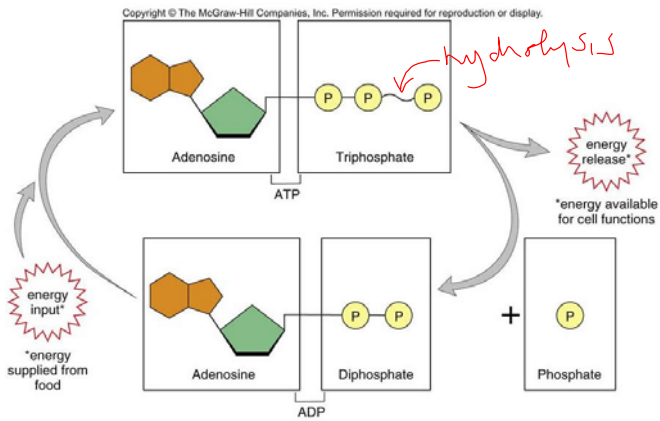 Copyright © The McGraw-Hill Companies, Inc. Permission required for reproduction or display.
hydrolysis
P P P
Adenosine
Triphosphate
ATP
energy
release*
*energy available
for cell functions
energy
input*
*energy
supplied from
food
P P
Adenosine
Diphosphate
ADP
+
P
Phosphate